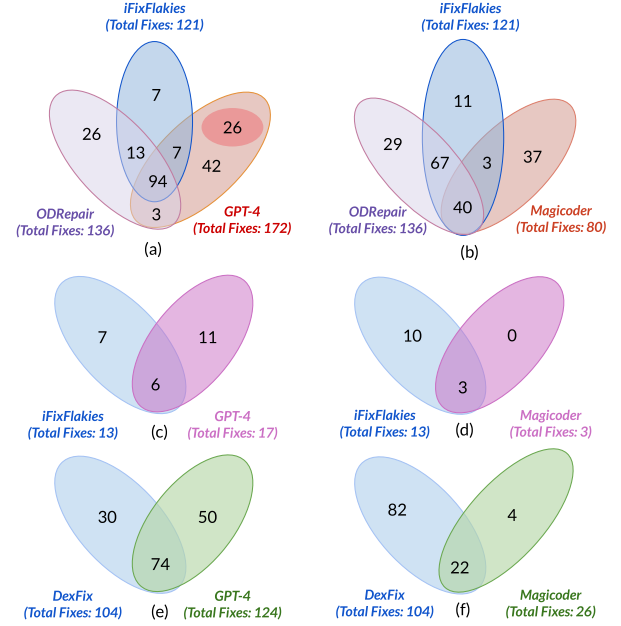 iFixFlakies
(Total Fixes: 121)
7
26
26
13
7
42
94
3
ODRepair
(Total Fixes: 136)
GPT-4
(Total Fixes: 172)
(a)
iFixFlakies
(Total Fixes: 121)
11
29
67
3
37
40
ODRepair
(Total Fixes: 136)
Magicoder
(Total Fixes: 80)
(b)
7
11
6
iFixFlakies
(Total Fixes: 13)
GPT-4
(Total Fixes: 17)
(c)
10
0
3
iFixFlakies
(Total Fixes: 13)
Magicoder
(Total Fixes: 3)
(d)
30
50
74
DexFix
(Total Fixes: 104)
GPT-4
(Total Fixes: 124)
(e)
82
4
22
DexFix
(Total Fixes: 104)
Magicoder
(Total Fixes: 26)
(f)